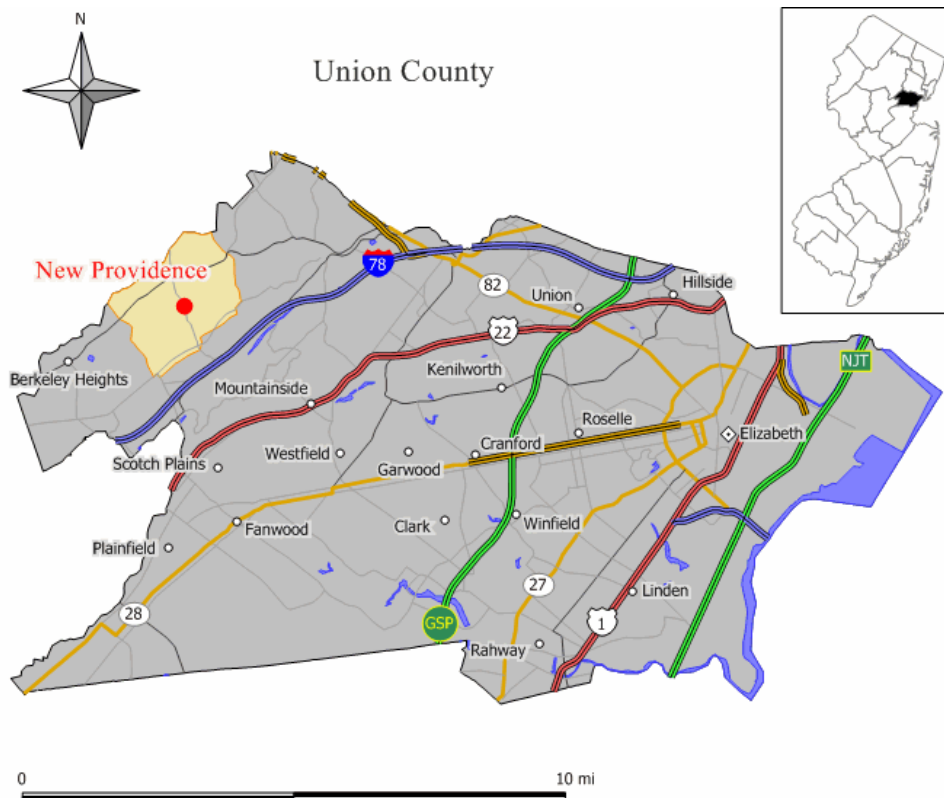 N
Union County
New Providence
78
82
Union
Hillside
22
NJT
Berkeley Heights
Kenilworth
Mountainside
Roselle
Elizabeth
Cranford
Westfield
Garwood
Scotch Plains
Clark
Winfield
Fanwood
Plainfield
27
Linden
28
GSP
1
Rahway
0
10 mi